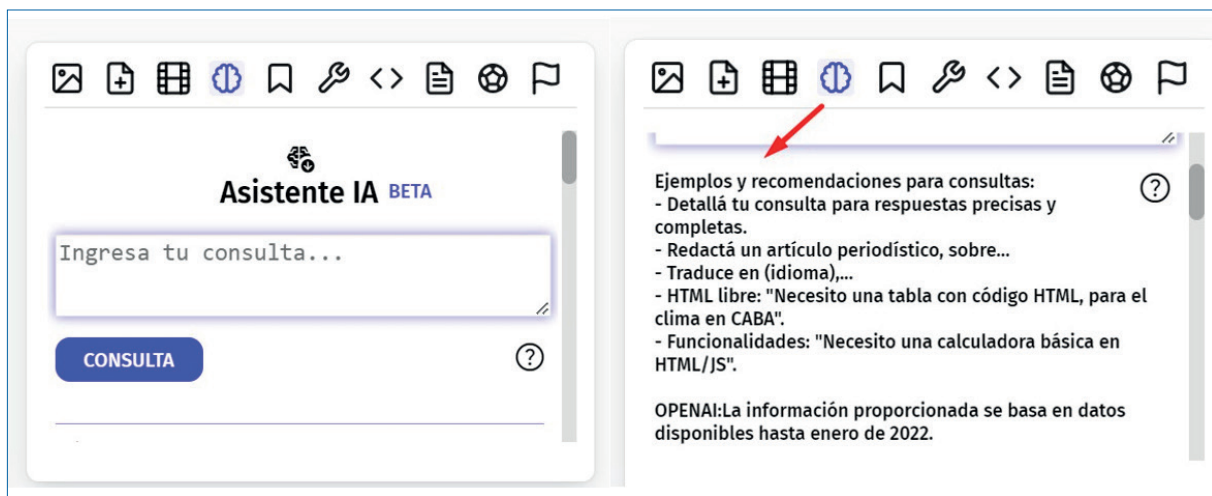 Asistente IA BETA
Ingresa tu consulta...
CONSULTA
?
Ejemplos y recomendaciones para consultas:
?
- Detallá tu consulta para respuestas precisas y
completas.
- Redactá un artículo periodístico, sobre...
- Traduce en (idioma),...
- HTML libre: "Necesito una tabla con código HTML, para el
clima en CABA".
- Funcionalidades: "Necesito una calculadora básica en
HTML/JS".
OPENAI:La información proporcionada se basa en datos
disponibles hasta enero de 2022.